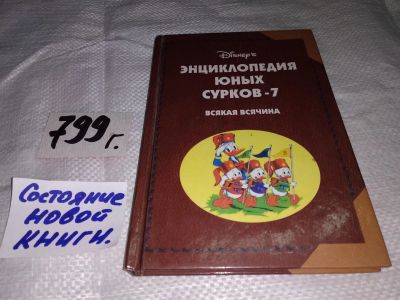 Disney's
ЭНЦИКЛОПЕДИЯ
ЮНЫХ
СУРКОВ-7
ВСЯКАЯ ВСЯЧИНА
799 г.
Состояние
новой
книги.